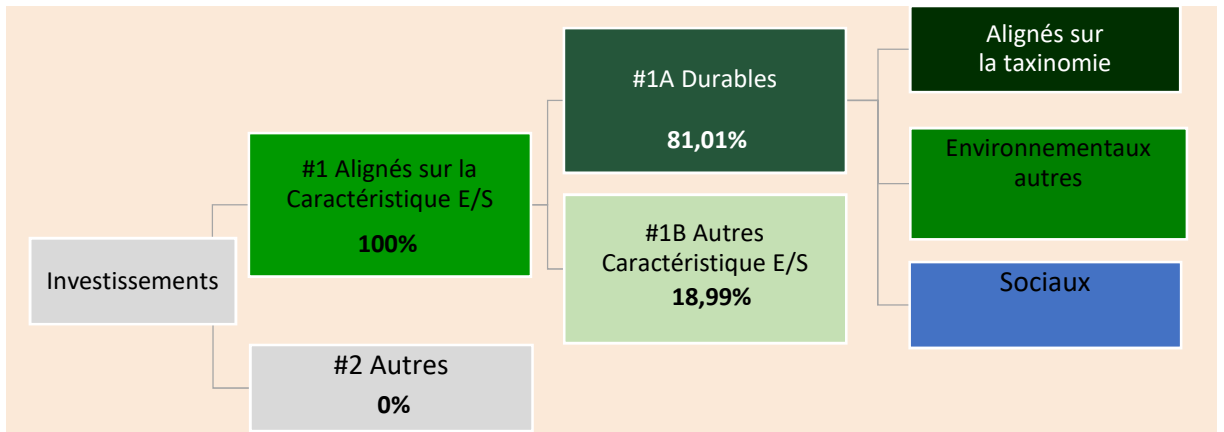 Investissements
#1 Alignés sur la
Caractéristique E/S
100%
#2 Autres
0%
#1A Durables
81,01%
#1B Autres
Caractéristique E/S
18,99%
Alignés sur
la taxinomie
Environnementaux
autres
Sociaux